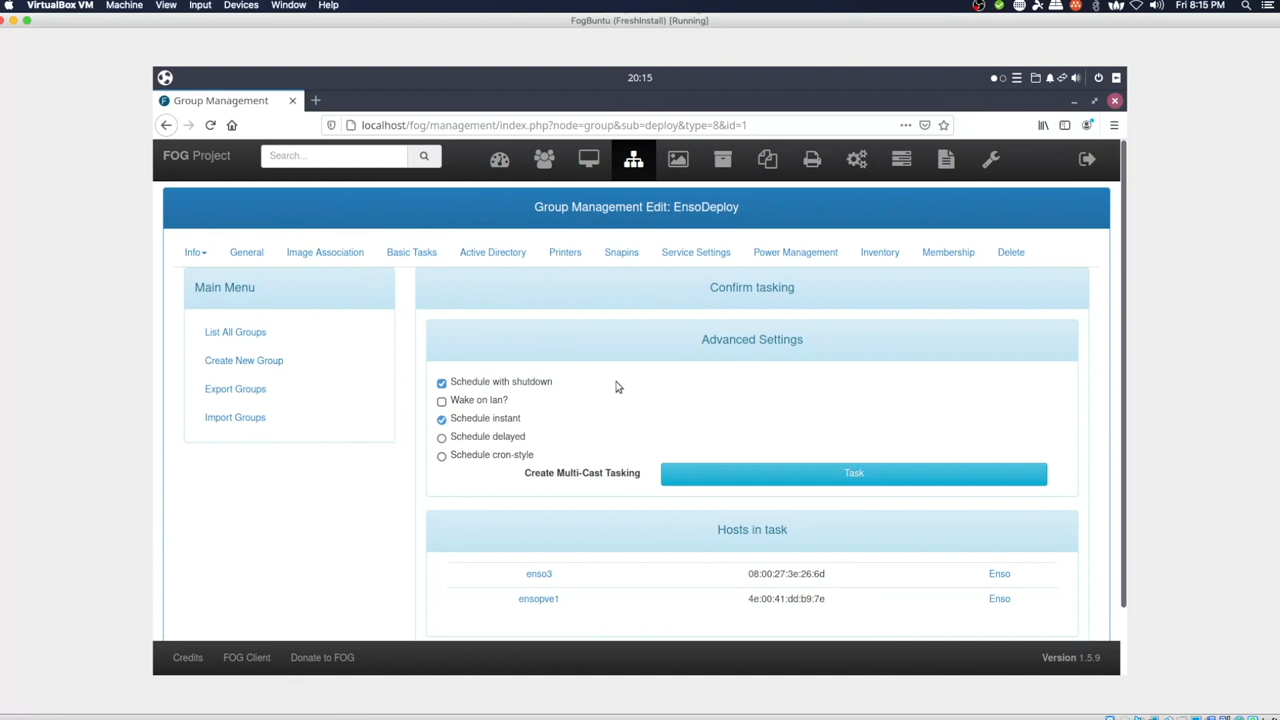 VirtualBox VM Machine View Input Devices Window Help Fri 8:15 PM
FogBuntu (FreshInstall) [Running]
20:15
Group Management
localhost/fog/management/index.php?node=group&sub=deploy&type=8&id=1
FOG Project Search...
Group Management Edit: EnsoDeploy
Info General Image Association Basic Tasks Active Directory Printers Snapins Service Settings Power Management Inventory Membership Delete
Main Menu
List All Groups
Create New Group
Export Groups
Import Groups
Confirm tasking
Advanced Settings
Schedule with shutdown
Wake on lan?
Schedule instant
Schedule delayed
Schedule cron-style
Create Multi-Cast Tasking Task
Hosts in task
enso3 08:00:27:3e:26:6d Enso
ensopve1 4e:00:41:dd:b9:7e Enso
Credits FOG Client Donate to FOG Version 1.5.9